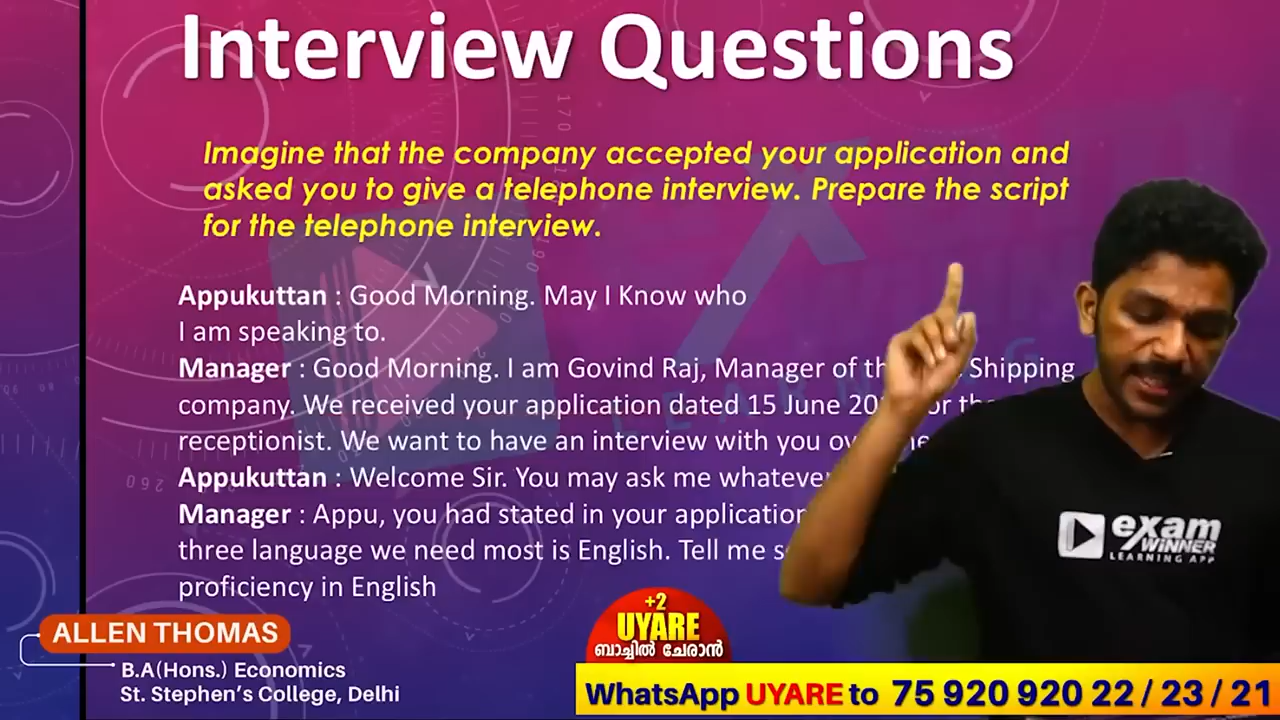 Interview Questions
Imagine that the company accepted your application and
asked you to give a telephone interview. Prepare the script
for the telephone interview.
Appukuttan : Good Morning. May I Know who
I am speaking to.
Manager : Good Morning. I am Govind Raj, Manager of Shipping
company. We received your application dated 15 June
receptionist. We want to have an interview with you
Appukuttan : Welcome Sir. You may ask me whatever
Manager : Appu, you had stated in your application
three language we need most is English. Tell me
proficiency in English
exam
WINNER
LEARNING APP
ALLEN THOMAS
B.A(Hons.) Economics
St. Stephen's College, Delhi
+2
UYARE
ബാച്ചിൽ ചേരാൻ
WhatsApp UYARE to 75 920 920 22 / 23 / 21